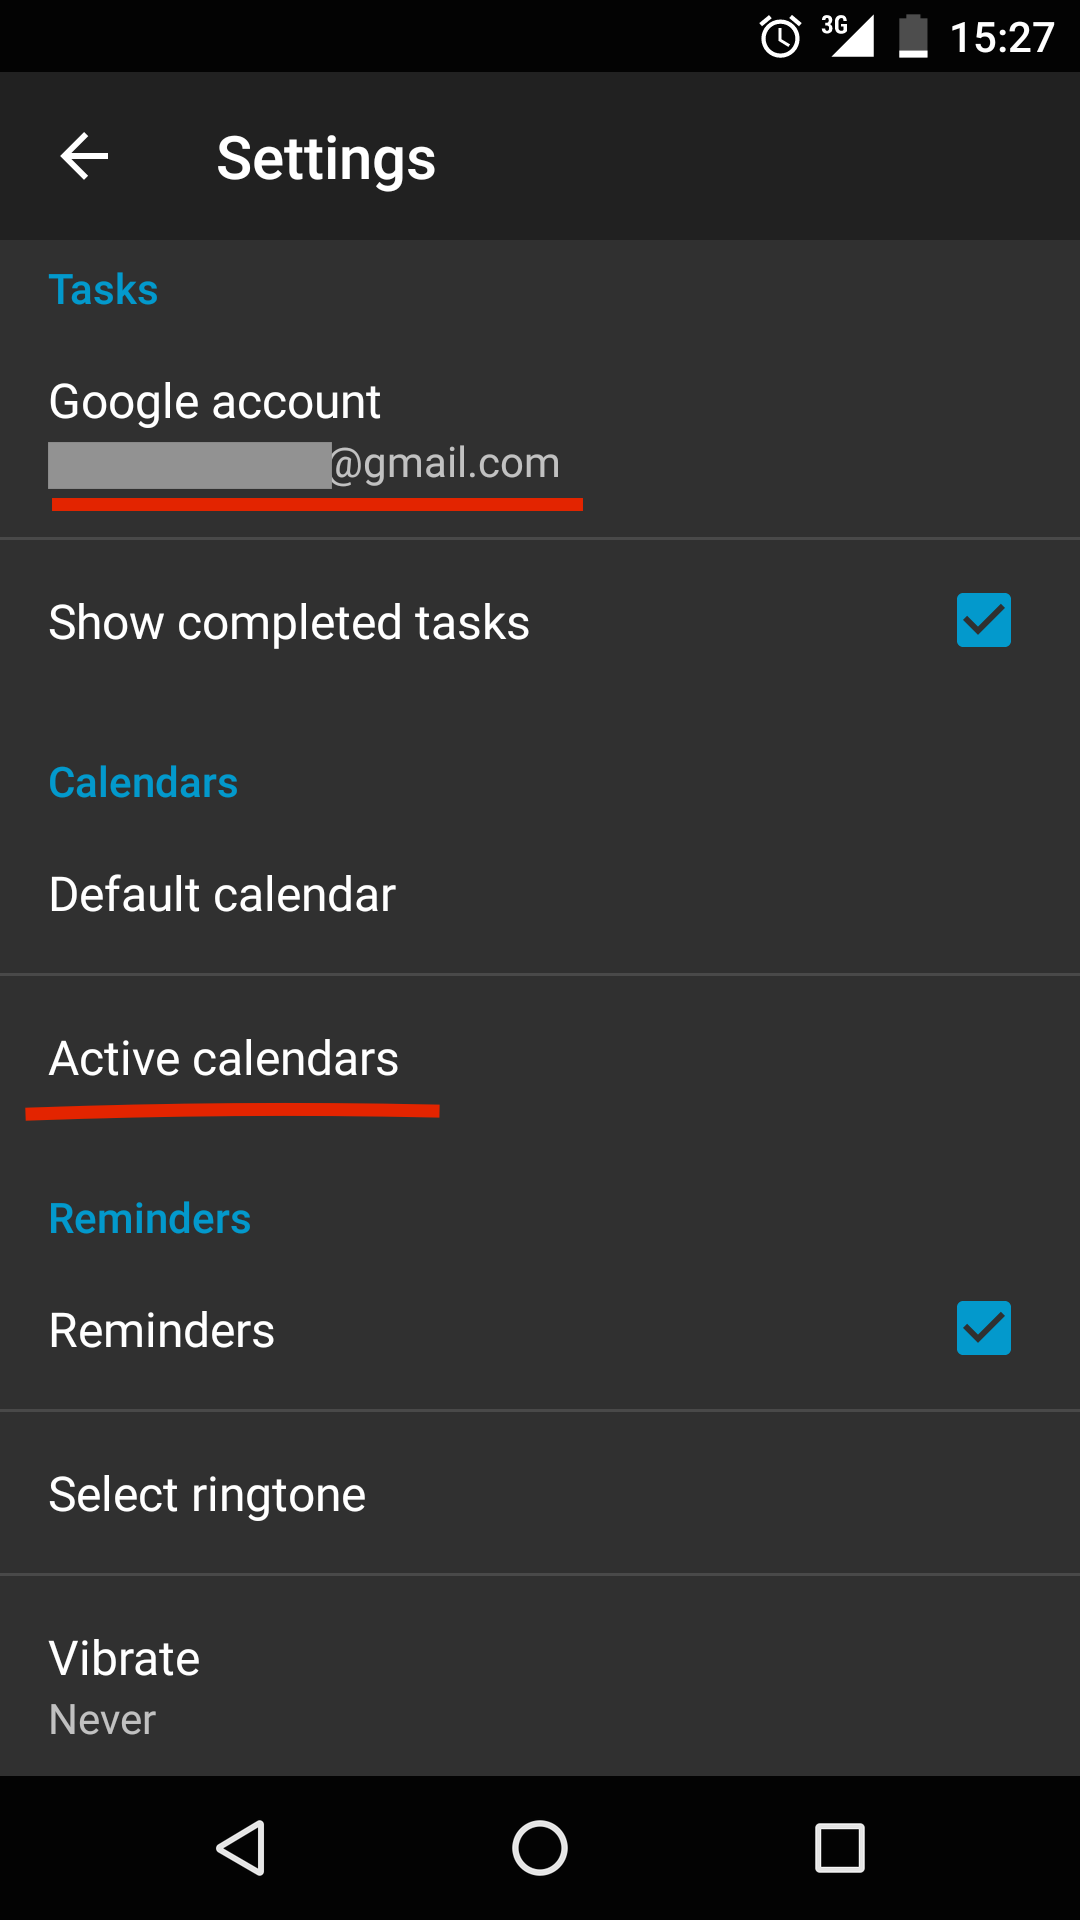 3G 15:27
Settings
Tasks
Google account
@gmail.com
Show completed tasks
Calendars
Default calendar
Active calendars
Reminders
Reminders
Select ringtone
Vibrate
Never